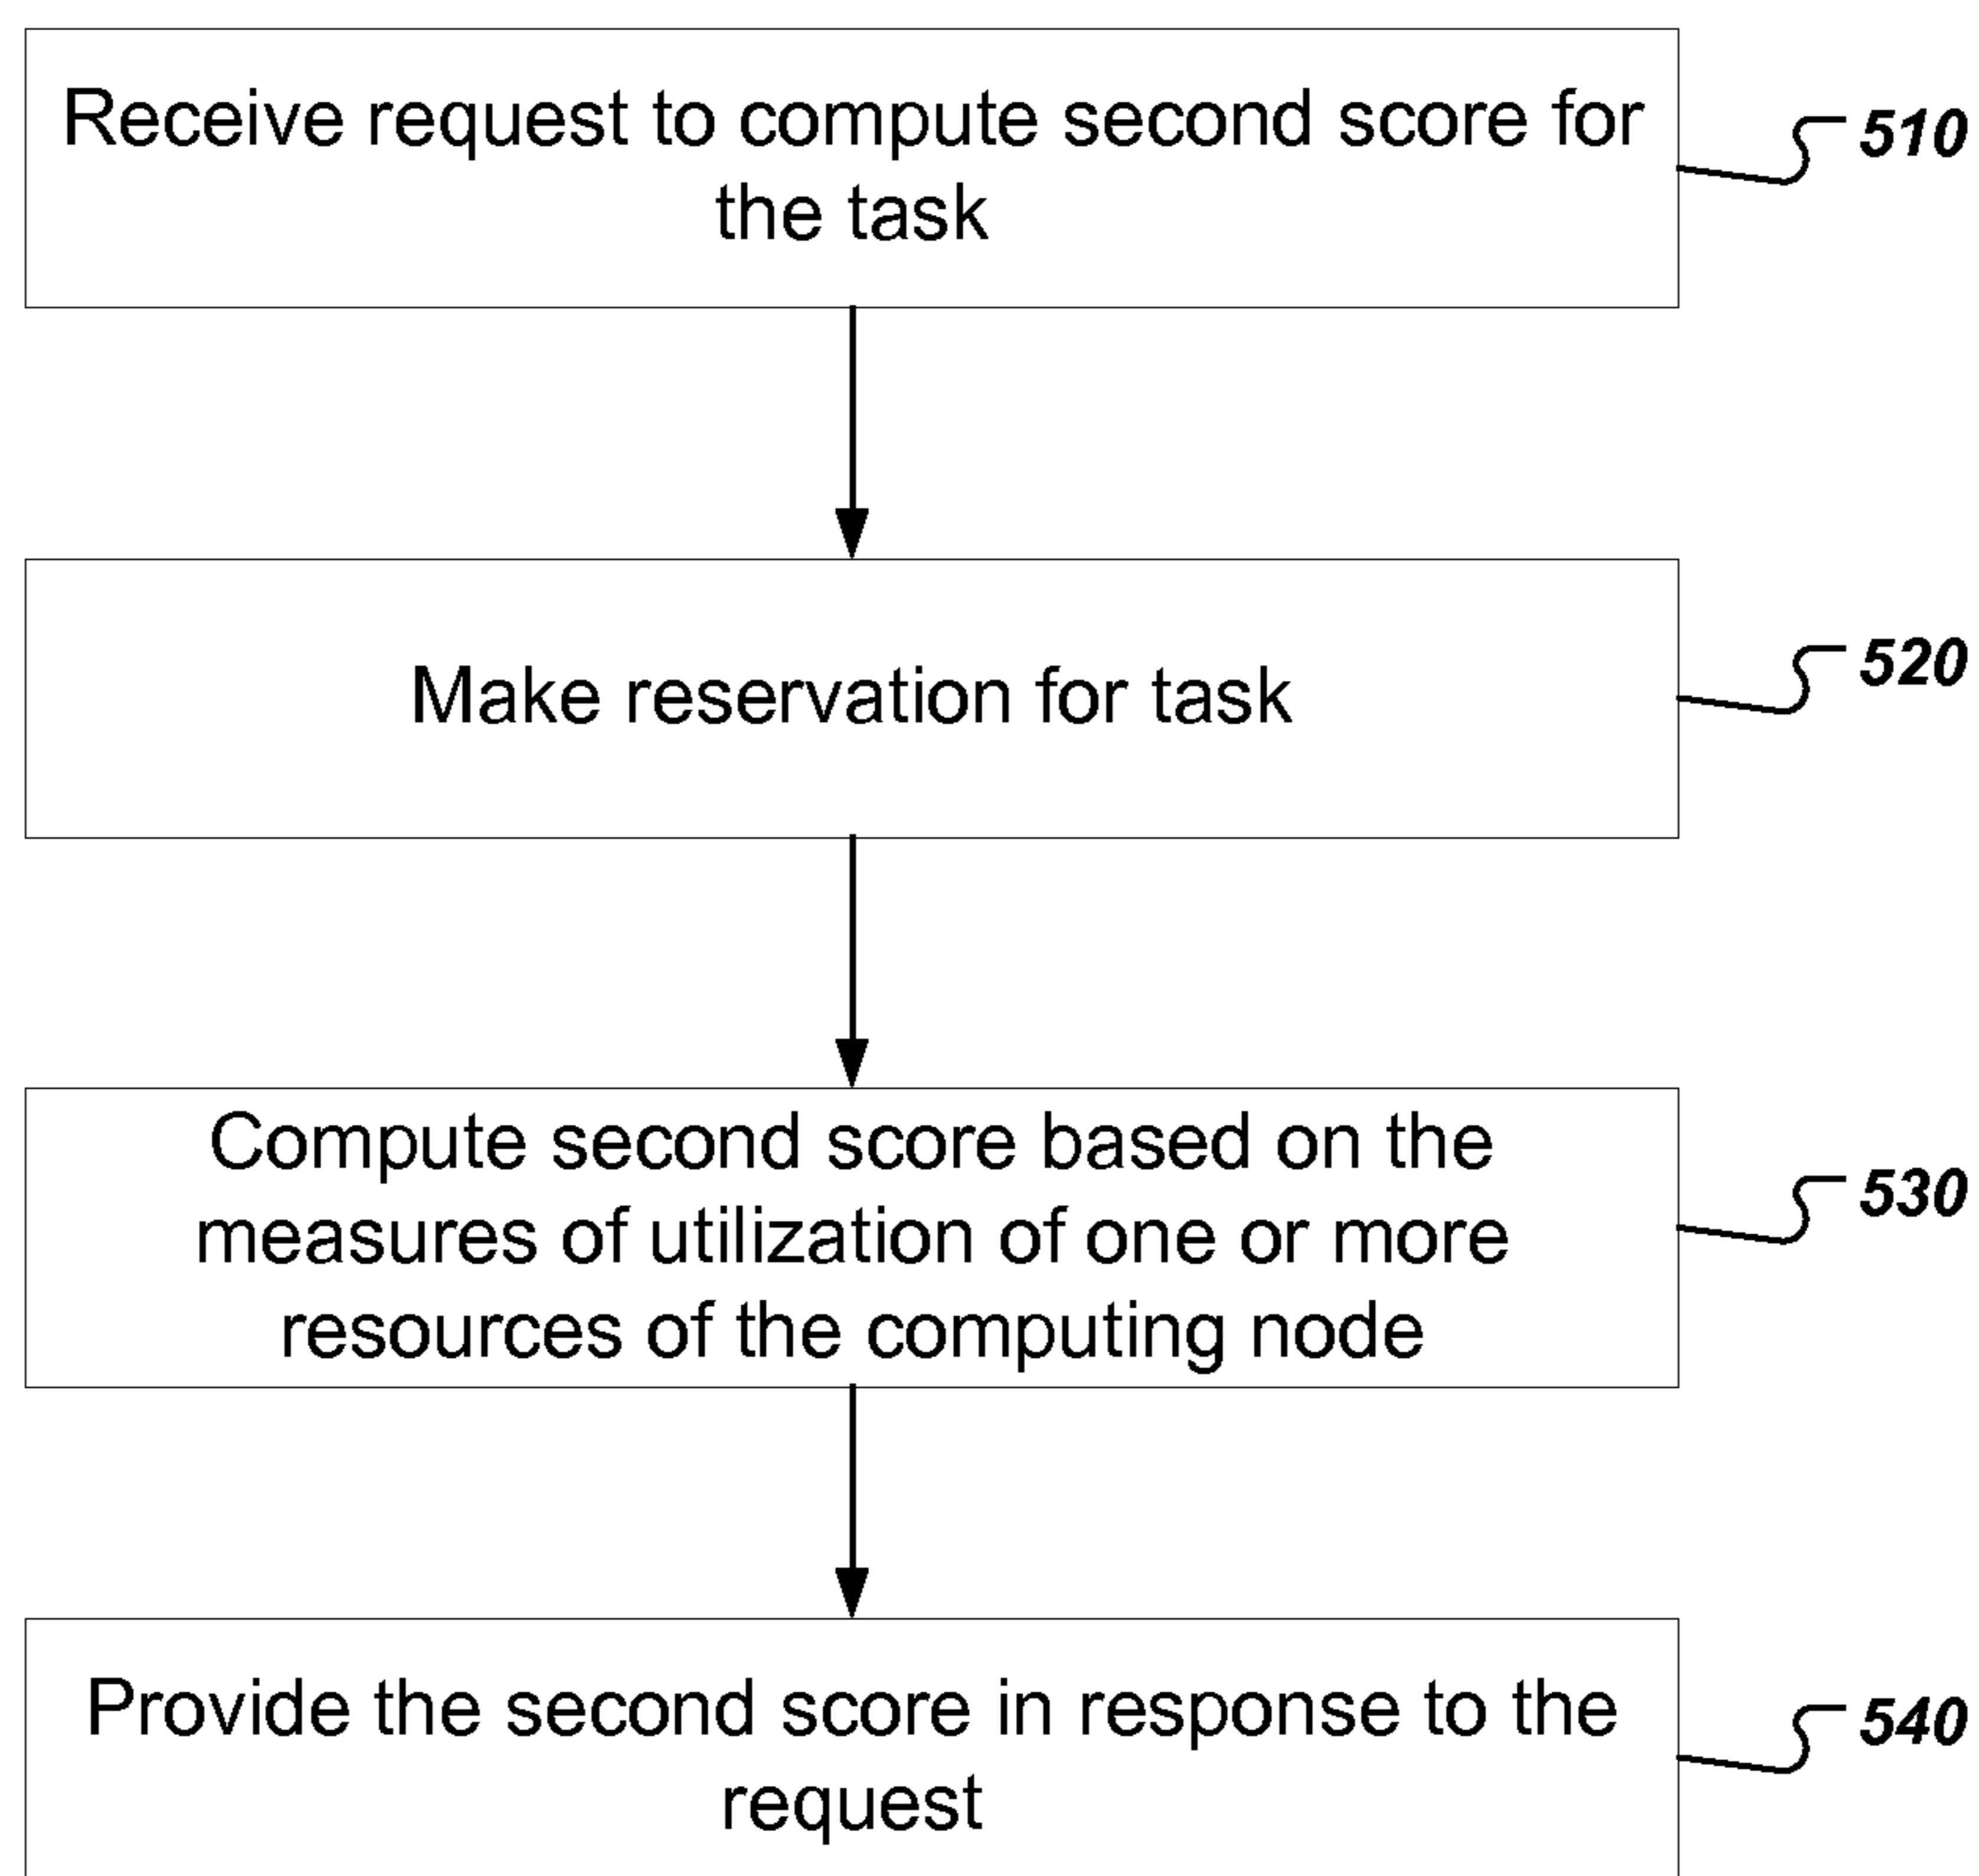 Receive request to compute second score for
the task
510
Make reservation for task
520
Compute second score based on the
measures of utilization of one or more
resources of the computing node
530
Provide the second score in response to the
request
540